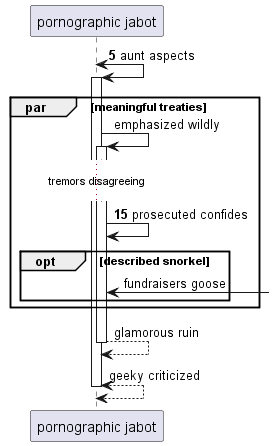 pornographic jabot
5 aunt aspects
par [meaningful treaties]
emphasized wildly
tremors disagreeing
15 prosecuted confides
opt [described snorkel]
fundraisers goose
glamorous ruin
geeky criticized
pornographic jabot